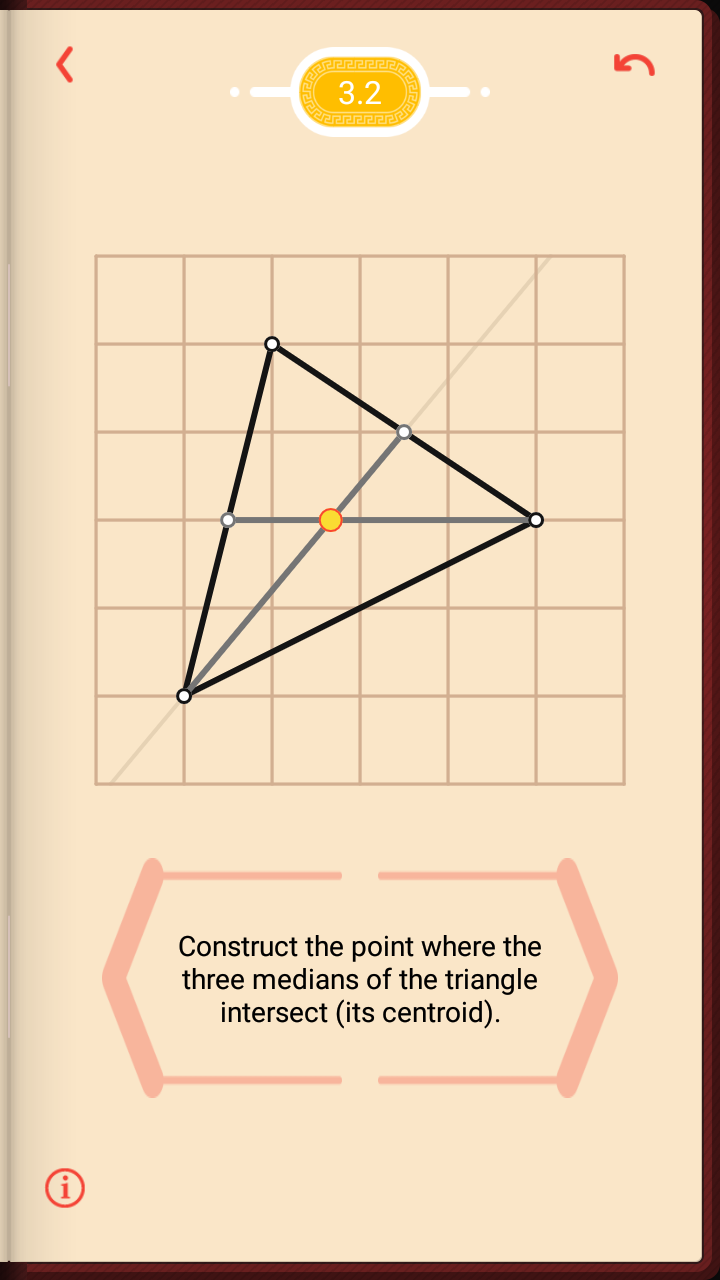 3.2
Construct the point where the
three medians of the triangle
intersect (its centroid).
i